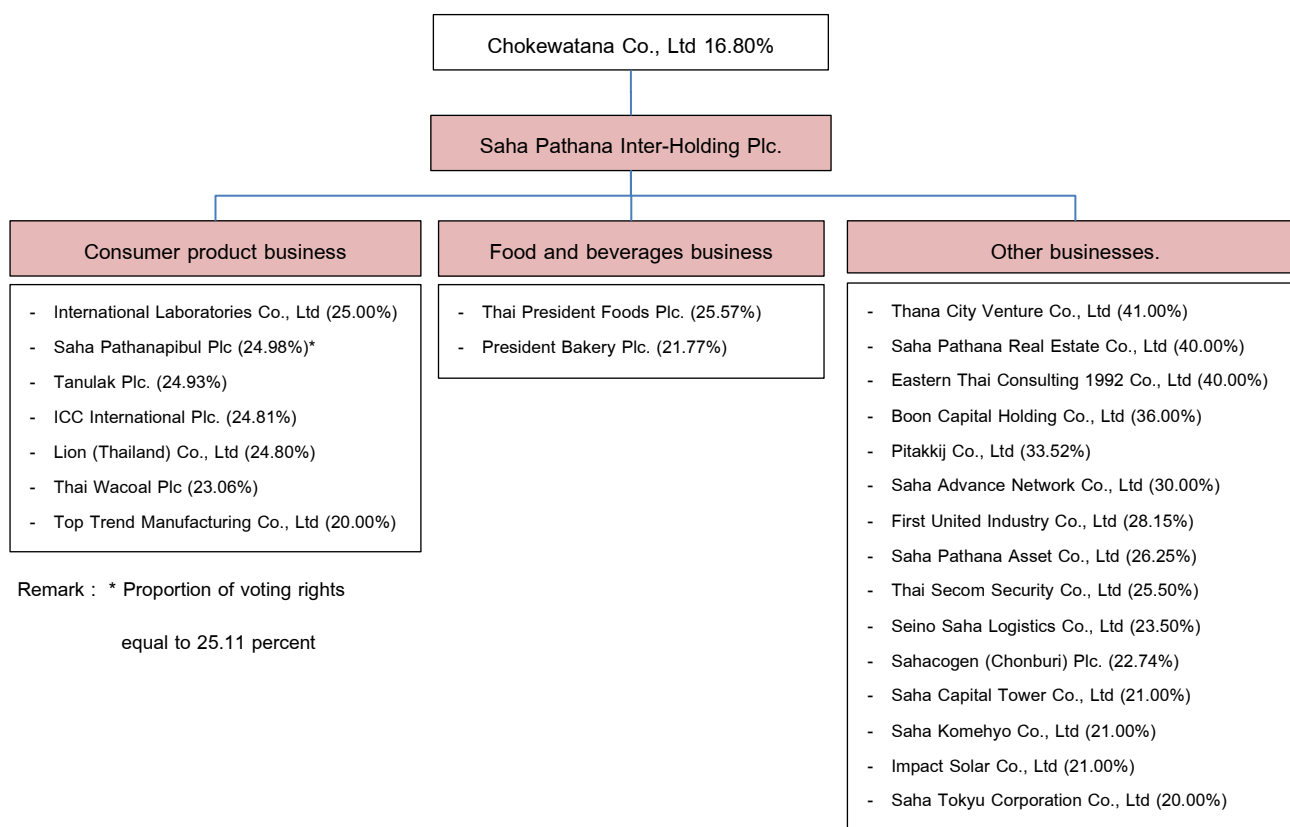 Chokewatana Co., Ltd 16.80%
Saha Pathana Inter-Holding Plc.
Consumer product business
- International Laboratories Co., Ltd (25.00%)
- Saha Pathanapibul Plc (24.98%)*
- Tanulak Plc. (24.93%)
- ICC International Plc. (24.81%)
- Lion (Thailand) Co., Ltd (24.80%)
- Thai Wacoal Plc (23.06%)
- Top Trend Manufacturing Co., Ltd (20.00%)
Remark : * Proportion of voting rights
equal to 25.11 percent
Food and beverages business
- Thai President Foods Plc. (25.57%)
- President Bakery Plc. (21.77%)
Other businesses.
- Thana City Venture Co., Ltd (41.00%)
- Saha Pathana Real Estate Co., Ltd (40.00%)
- Eastern Thai Consulting 1992 Co., Ltd (40.00%)
- Boon Capital Holding Co., Ltd (36.00%)
- Pitakkij Co., Ltd (33.52%)
- Saha Advance Network Co., Ltd (30.00%)
- First United Industry Co., Ltd (28.15%)
- Saha Pathana Asset Co., Ltd (26.25%)
- Thai Secom Security Co., Ltd (25.50%)
- Seino Saha Logistics Co., Ltd (23.50%)
- Sahacogen (Chonburi) Plc. (22.74%)
- Saha Capital Tower Co., Ltd (21.00%)
- Saha Komehyo Co., Ltd (21.00%)
- Impact Solar Co., Ltd (21.00%)
- Saha Tokyu Corporation Co., Ltd (20.00%)